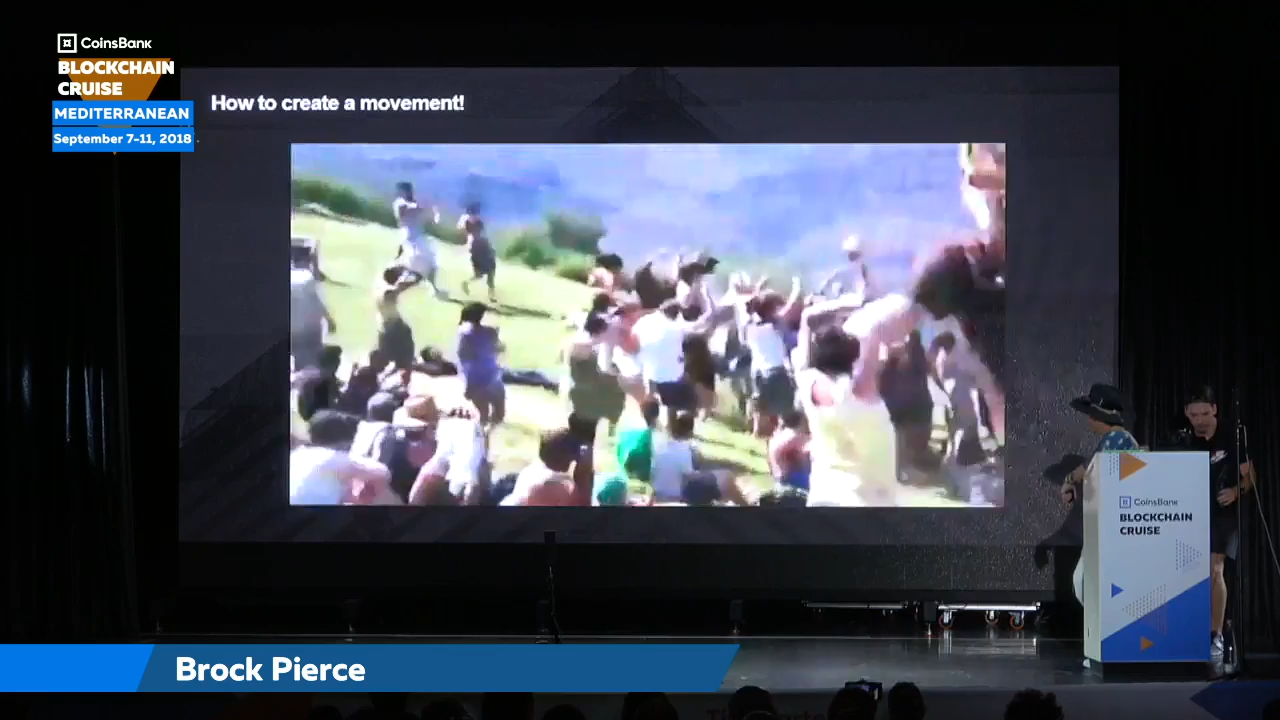 CoinsBank
BLOCKCHAIN
CRUISE
MEDITERRANEAN
September 7-11, 2018
How to create a movement!
CoinsBank
BLOCKCHAIN
CRUISE
Brock Pierce